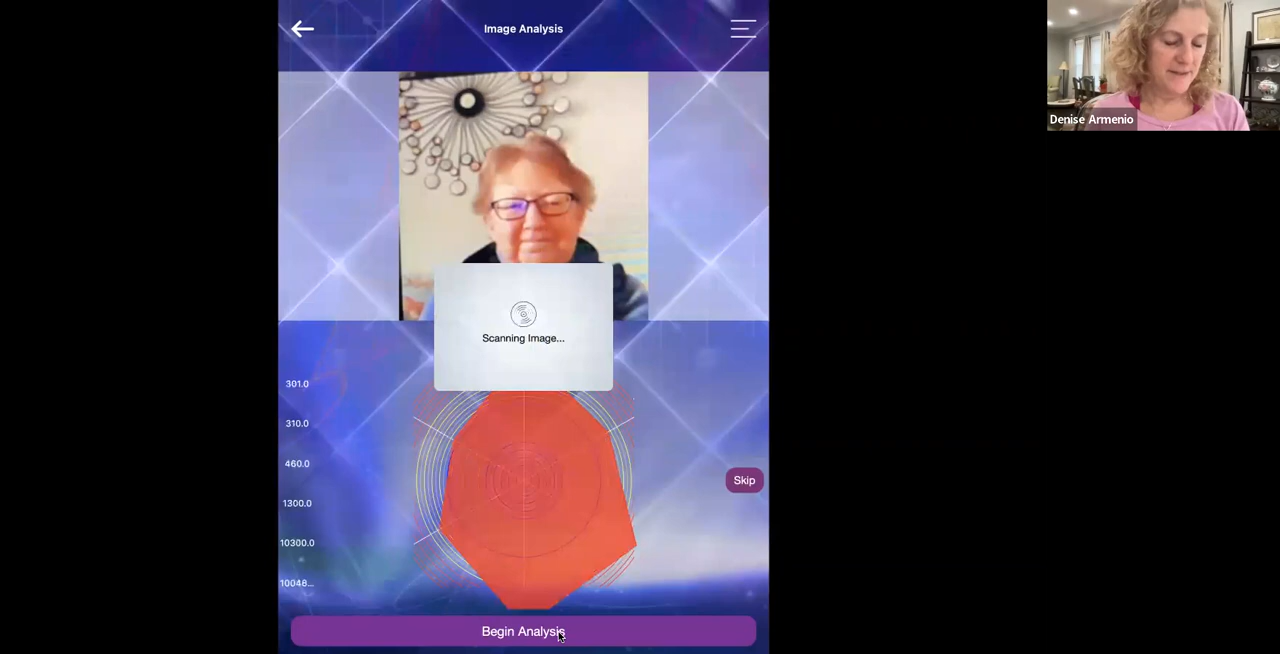 Image Analysis
Denise Armenio
Scanning Image...
301.0
310.0
460.0
1300.0
10300.0
10046...
Skip
Begin Analysis